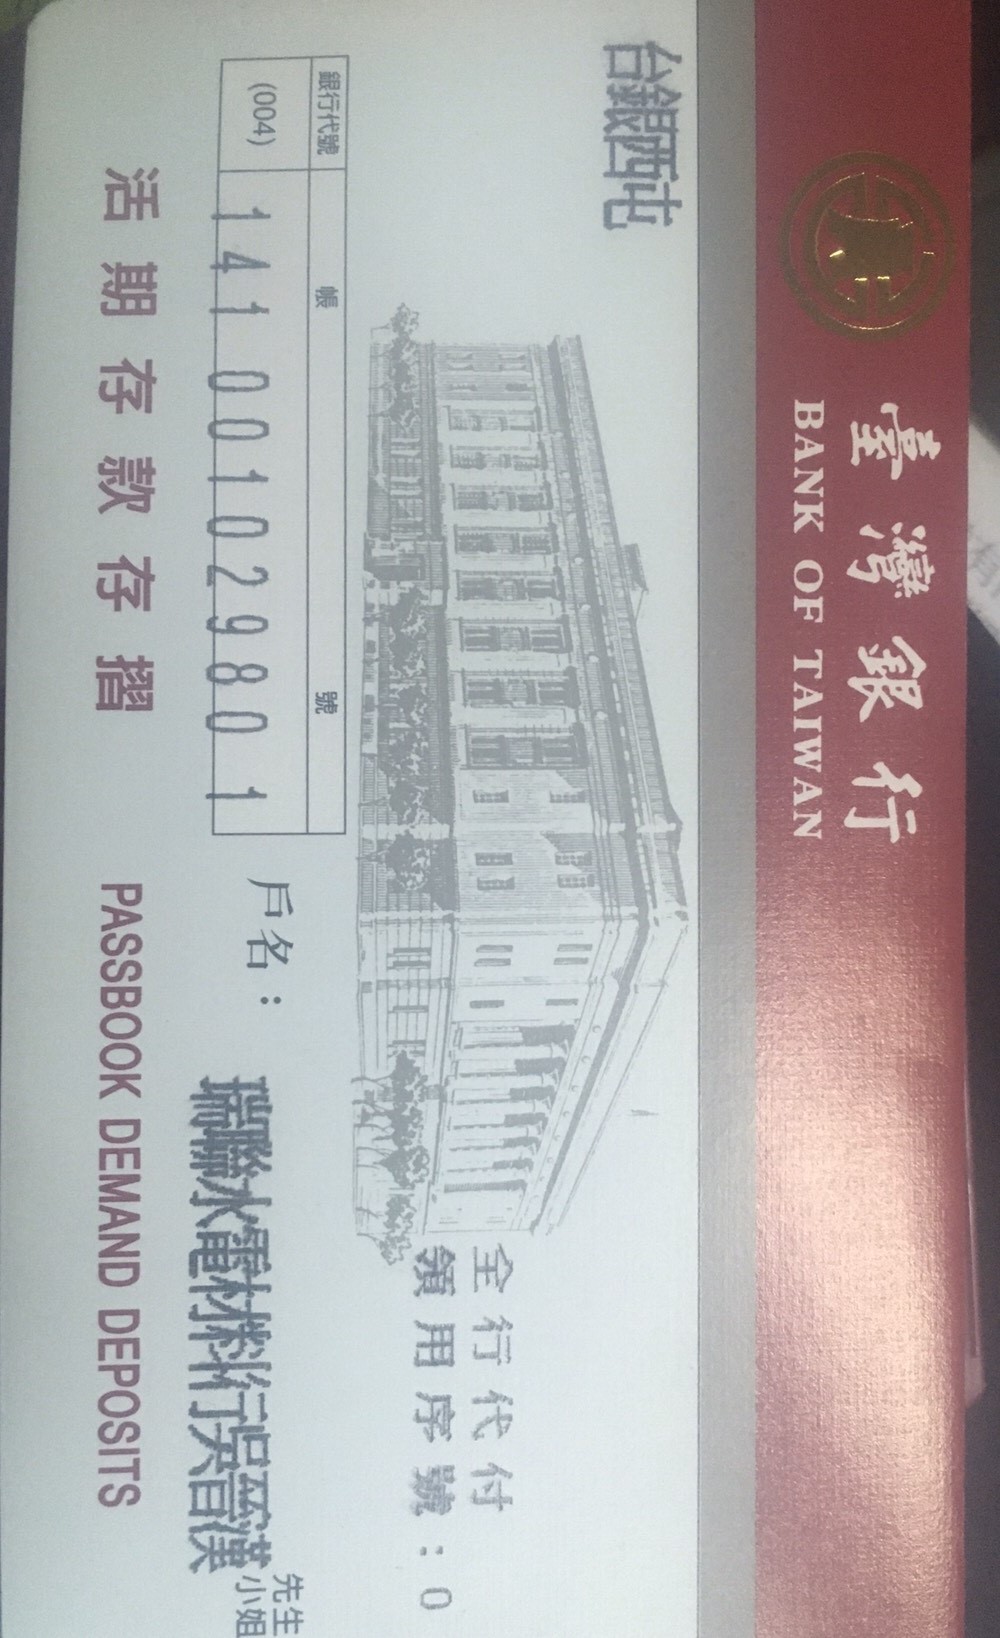 臺灣銀行
BANK OF TAIWAN
台銀西屯
全行代付
領用序號:0
銀行代號 帳 號
(004) 141001029801
戶名:瑞聯水電材料行吳晋漢 先生
小姐
活期存款存摺 PASSBOOK DEMAND DEPOSITS